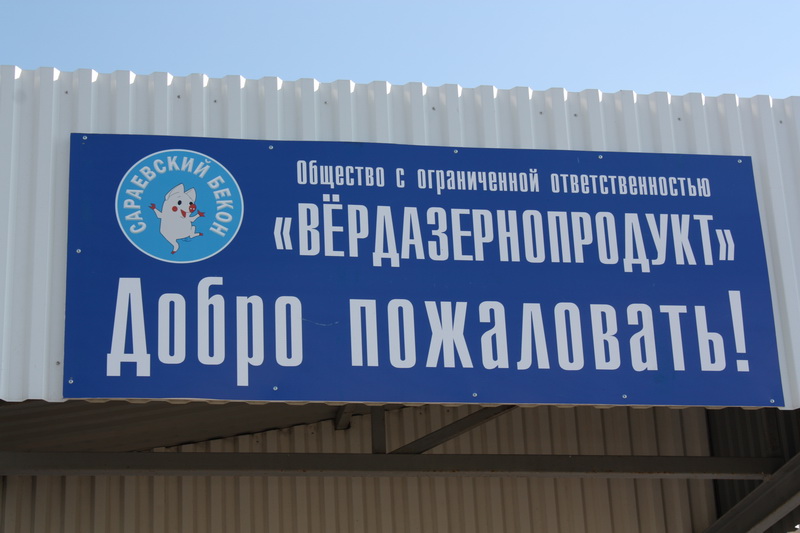 САРАЕВСКИЙ БЕКОН
Общество с ограниченной ответственностью
«ВЁРДАЗЕРНОПРОДУКТ»
Добро пожаловать!